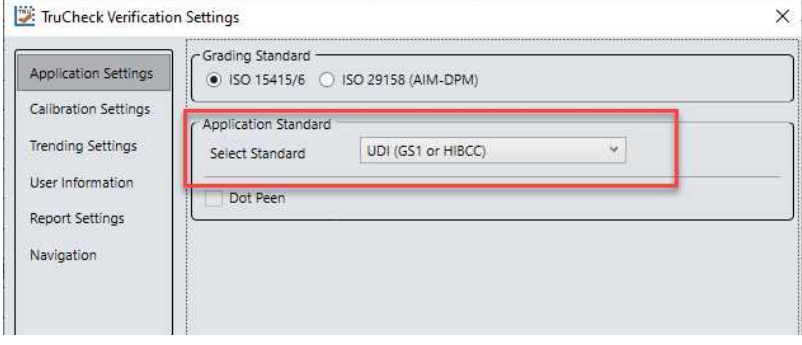 TruCheck Verification Settings
Application Settings
Calibration Settings
Trending Settings
User Information
Report Settings
Navigation
Grading Standard
ISO 15415/6 ISO 29158 (AIM-DPM)
Application Standard
Select Standard UDI (GS1 or HIBCC)
Dot Peen